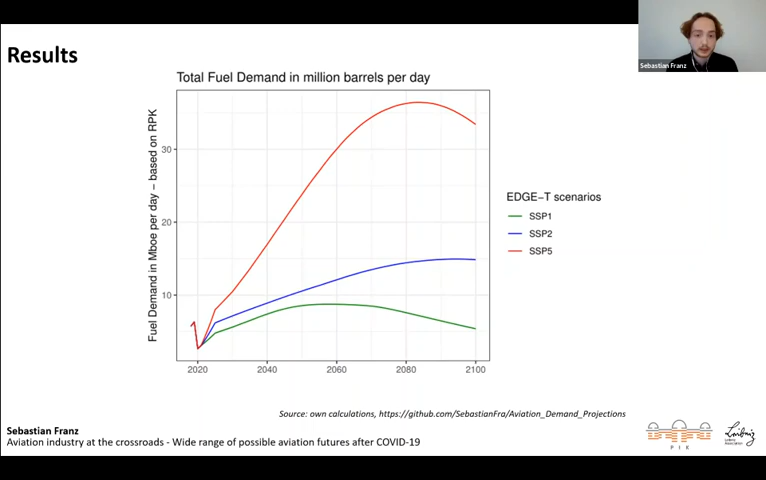 Results
Sebastian Franz
Total Fuel Demand in million barrels per day
Fuel Demand in Mboe per day – based on RPK
30
20
10
2020 2040 2060 2080 2100
EDGE−T scenarios
SSP1
SSP2
SSP5
Source: own calculations, https://github.com/SebastianFra/Aviation_Demand_Projections
Sebastian Franz
Aviation industry at the crossroads - Wide range of possible aviation futures after COVID-19
P I K
Leibniz